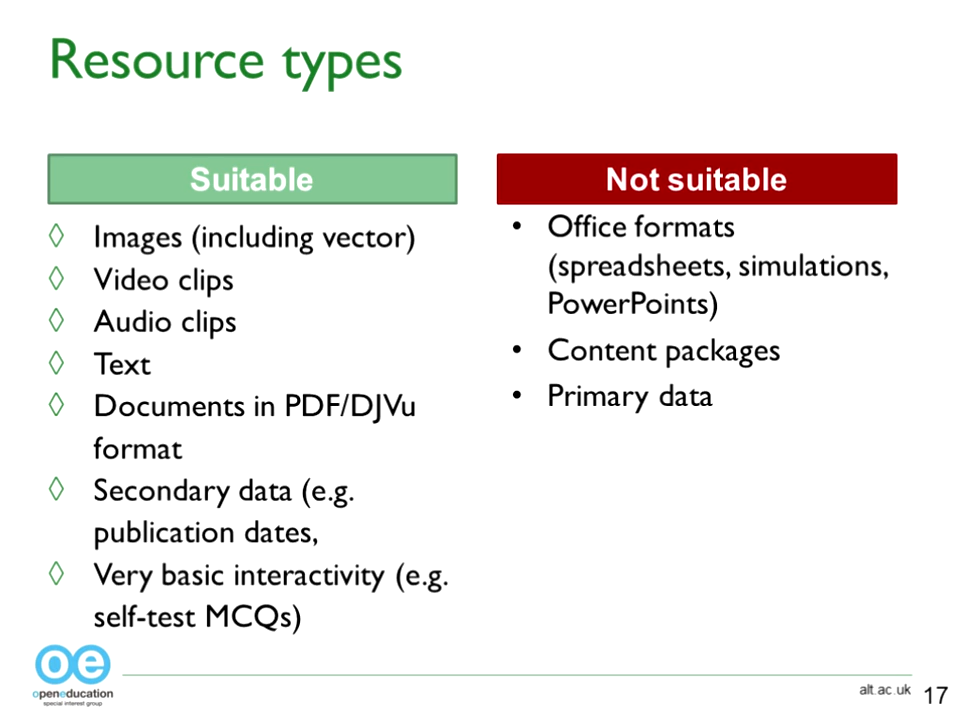 Resource types
Suitable
◊ Images (including vector)
◊ Video clips
◊ Audio clips
◊ Text
◊ Documents in PDF/DJVu
format
◊ Secondary data (e.g.
publication dates,
◊ Very basic interactivity (e.g.
self-test MCQs)
Not suitable
• Office formats
(spreadsheets, simulations,
PowerPoints)
• Content packages
• Primary data
oe
openeducation
special interest group
alt.ac.uk
17